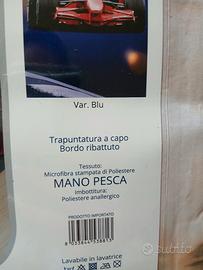 Var. Blu
Trapuntatura a capo
Bordo ribattuto
Tessuto:
Microfibra stampata di Poliestere
MANO PESCA
Imbottitura:
Poliestere anallergico
PRODOTTO IMPORTATO
Lavabile in lavatrice
subito